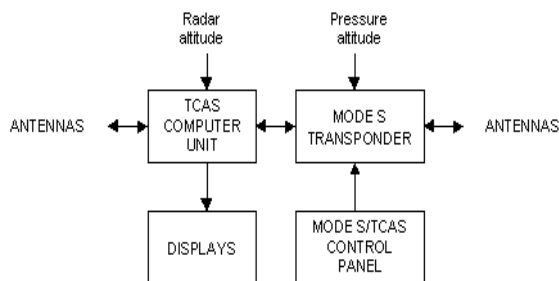 Radar
altitude
Pressure
altitude
ANTENNAS
TCAS
COMPUTER
UNIT
MODE S
TRANSPONDER
ANTENNAS
DISPLAYS
MODE S/TCAS
CONTROL
PANEL